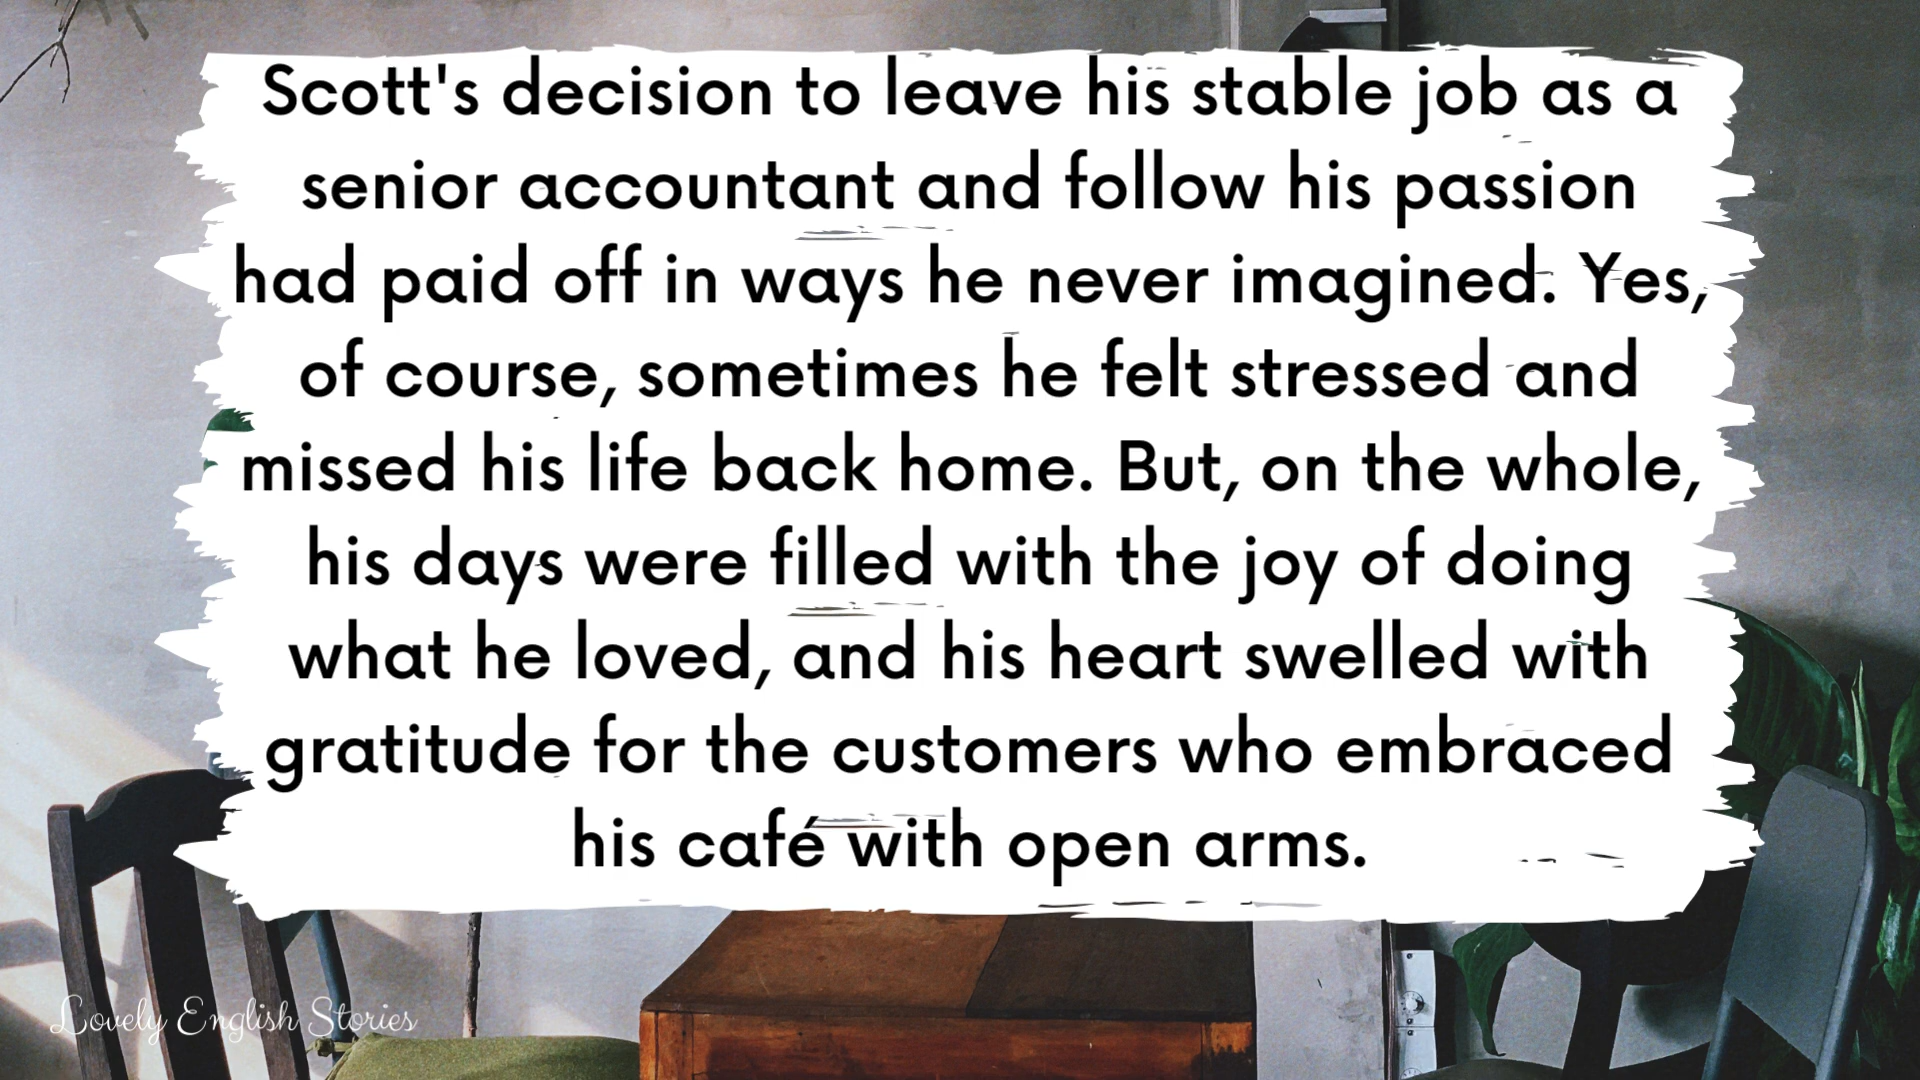 Scott's decision to leave his stable job as a
senior accountant and follow his passion
had paid off in ways he never imagined. Yes,
of course, sometimes he felt stressed and
missed his life back home. But, on the whole,
his days were filled with the joy of doing
what he loved, and his heart swelled with
gratitude for the customers who embraced
his café with open arms.
Lovely English Stories